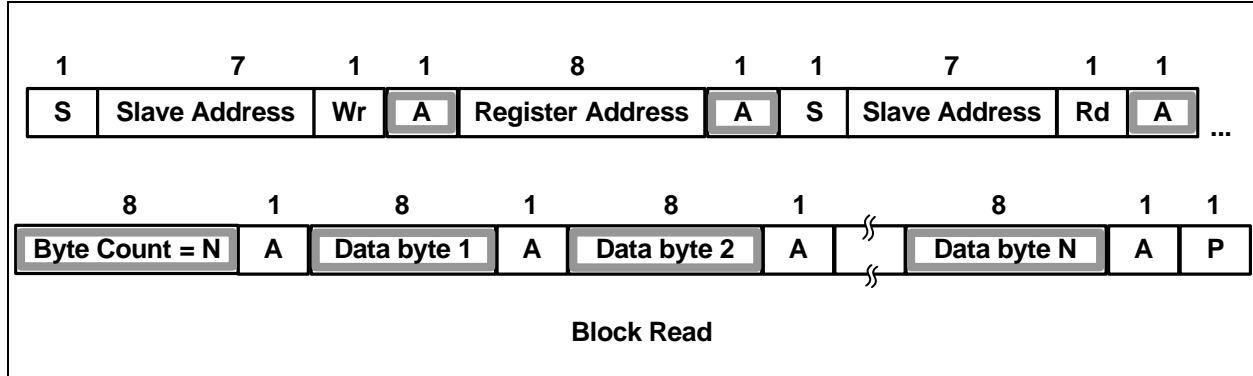 1 7 1 1 8 1 1 7 1 1
S Slave Address Wr A Register Address A S Slave Address Rd A ...
8 1 8 1 8 1 8 1 1
Byte Count = N A Data byte 1 A Data byte 2 A Data byte N A P
Block Read